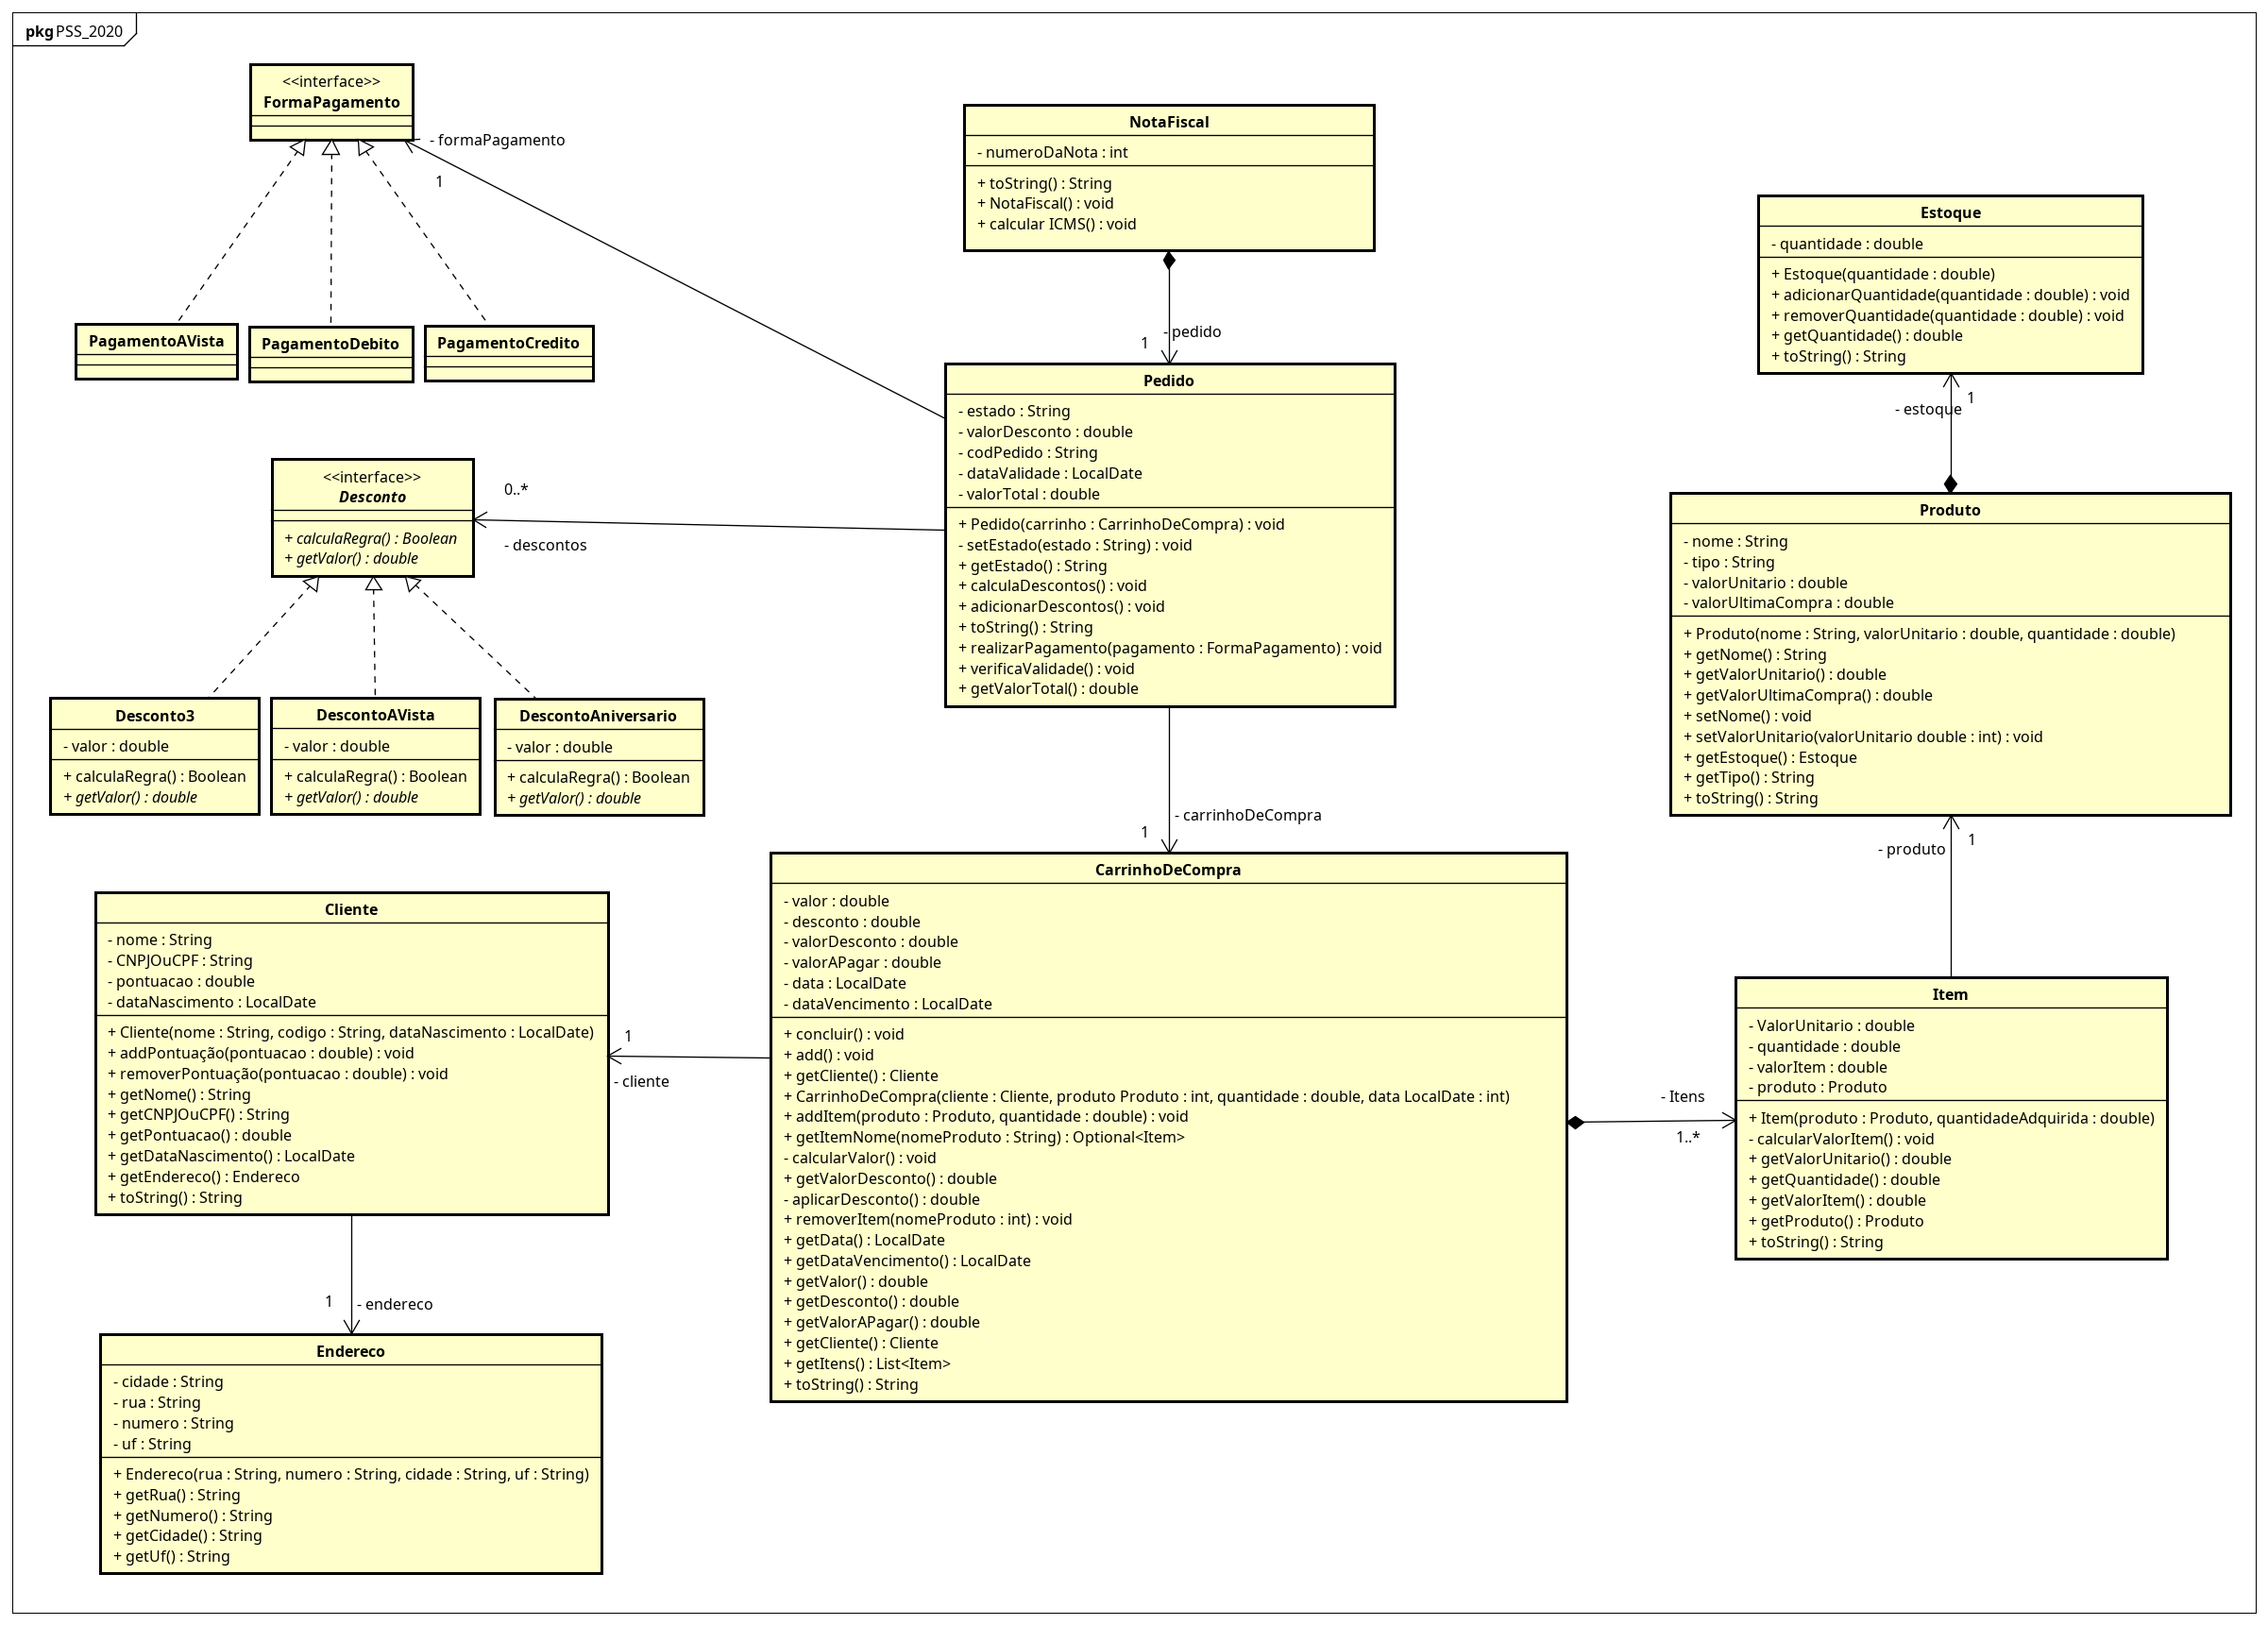 pkg PSS_2020
<<interface>>
FormaPagamento
- formaPagamento
1
PagamentoAVista
PagamentoDebito
PagamentoCredito
NotaFiscal
- numeroDaNota : int
+ toString() : String
+ NotaFiscal() : void
+ calcular ICMS() : void
- pedido
1
Estoque
- quantidade : double
+ Estoque(quantidade : double)
+ adicionarQuantidade(quantidade : double) : void
+ removerQuantidade(quantidade : double) : void
+ getQuantidade() : double
+ toString() : String
1
- estoque
Pedido
- estado : String
- valorDesconto : double
- codPedido : String
- dataValidade : LocalDate
- valorTotal : double
+ Pedido(carrinho : CarrinhoDeCompra) : void
- setEstado(estado : String) : void
+ getEstado() : String
+ calculaDescontos() : void
+ adicionarDescontos() : void
+ toString() : String
+ realizarPagamento(pagamento : FormaPagamento) : void
+ verificaValidade() : void
+ getValorTotal() : double
<<interface>>
Desconto
+ calculaRegra() : Boolean
+ getValor() : double
0..*
- descontos
Produto
- nome : String
- tipo : String
- valorUnitario : double
- valorUltimaCompra : double
+ Produto(nome : String, valorUnitario : double, quantidade : double)
+ getNome() : String
+ getValorUnitario() : double
+ getValorUltimaCompra() : double
+ setNome() : void
+ setValorUnitario(valorUnitario double : int) : void
+ getEstoque() : Estoque
+ getTipo() : String
+ toString() : String
Desconto3
- valor : double
+ calculaRegra() : Boolean
+ getValor() : double
DescontoAVista
- valor : double
+ calculaRegra() : Boolean
+ getValor() : double
DescontoAniversario
- valor : double
+ calculaRegra() : Boolean
+ getValor() : double
- carrinhoDeCompra
1
1
- produto
CarrinhoDeCompra
- valor : double
- desconto : double
- valorDesconto : double
- valorAPagar : double
- data : LocalDate
- dataVencimento : LocalDate
+ concluir() : void
+ add() : void
+ getCliente() : Cliente
+ CarrinhoDeCompra(cliente : Cliente, produto Produto : int, quantidade : double, data LocalDate : int)
+ addItem(produto : Produto, quantidade : double) : void
+ getItemNome(nomeProduto : String) : Optional<Item>
- calcularValor() : void
+ getValorDesconto() : double
- aplicarDesconto() : double
+ removerItem(nomeProduto : int) : void
+ getData() : LocalDate
+ getDataVencimento() : LocalDate
+ getValor() : double
+ getDesconto() : double
+ getValorAPagar() : double
+ getCliente() : Cliente
+ getItens() : List<Item>
+ toString() : String
Cliente
- nome : String
- CNPJOuCPF : String
- pontuacao : double
- dataNascimento : LocalDate
+ Cliente(nome : String, codigo : String, dataNascimento : LocalDate)
+ addPontuação(pontuacao : double) : void
+ removerPontuação(pontuacao : double) : void
+ getNome() : String
+ getCNPJOuCPF() : String
+ getPontuacao() : double
+ getDataNascimento() : LocalDate
+ getEndereco() : Endereco
+ toString() : String
1
- cliente
- Itens
1..*
Item
- ValorUnitario : double
- quantidade : double
- valorItem : double
- produto : Produto
+ Item(produto : Produto, quantidadeAdquirida : double)
- calcularValorItem() : void
+ getValorUnitario() : double
+ getQuantidade() : double
+ getValorItem() : double
+ getProduto() : Produto
+ toString() : String
1
- endereco
Endereco
- cidade : String
- rua : String
- numero : String
- uf : String
+ Endereco(rua : String, numero : String, cidade : String, uf : String)
+ getRua() : String
+ getNumero() : String
+ getCidade() : String
+ getUf() : String